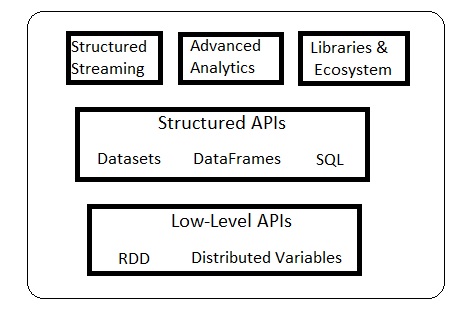 Structured
Streaming
Advanced
Analytics
Libraries &
Ecosystem
Structured APIs
Datasets DataFrames SQL
Low-Level APIs
RDD Distributed Variables